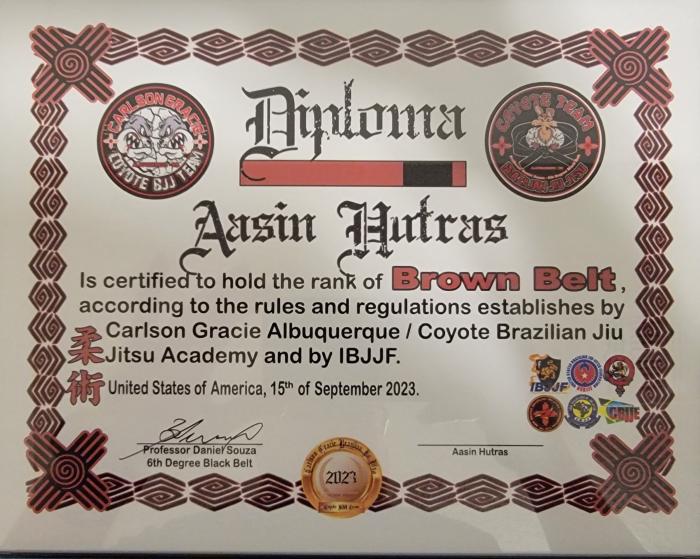 Diploma
CARLSON GRACIE
COYOTE BJJ TEAM
COYOTE TEAM
Aasin Hutras
Is certified to hold the rank of Brown Belt,
according to the rules and regulations establishes by
Carlson Gracie Albuquerque / Coyote Brazilian Jiu
Jitsu Academy and by IBJJF.
柔術
United States of America, 15th of September 2023.
IBJJF
CBJJE
Professor Daniel Souza
6th Degree Black Belt
2023
Aasin Hutras